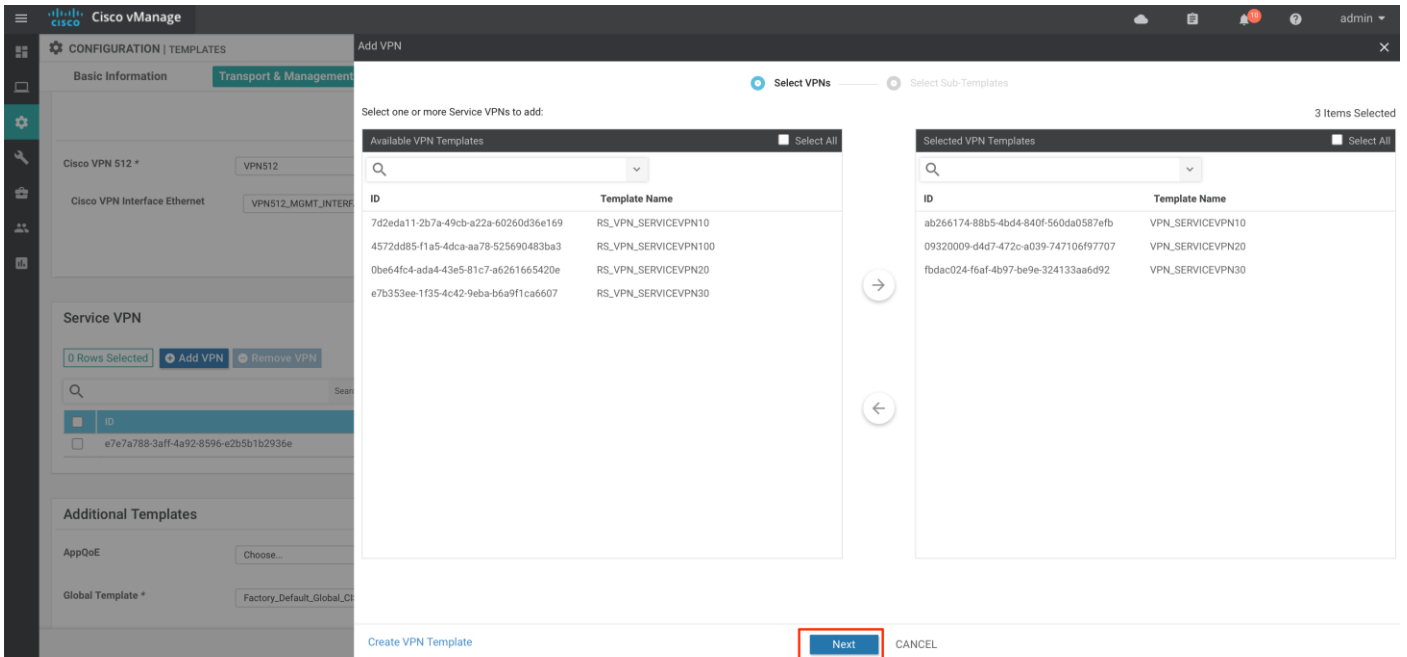 cisco Cisco vManage
10
admin
CONFIGURATION | TEMPLATES
Add VPN
Basic Information Transport & Management
Select VPNs Select Sub-Templates
Select one or more Service VPNs to add: 3 Items Selected
Available VPN Templates Select All Selected VPN Templates Select All
Cisco VPN 512 * VPN512
Cisco VPN Interface Ethernet VPN512_MGMT_INTERF
ID Template Name ID Template Name
7d2eda11-2b7a-49cb-a22a-60260d36e169 RS_VPN_SERVICEVPN10 ab266174-88b5-4bd4-840f-560da0587efb VPN_SERVICEVPN10
4572dd85-f1a5-4dca-aa78-525690483ba3 RS_VPN_SERVICEVPN100 09320009-d4d7-472c-a039-747106f97707 VPN_SERVICEVPN20
0be64fc4-ada4-43e5-81c7-a6261665420e RS_VPN_SERVICEVPN20 fbdac024-f6af-4b97-be9e-324133aa6d92 VPN_SERVICEVPN30
e7b353ee-1f35-4c42-9eba-b6a9f1ca6607 RS_VPN_SERVICEVPN30
Service VPN
0 Rows Selected Add VPN Remove VPN
Sear
ID
e7e7a788-3aff-4a92-8596-e2b5b1b2936e
Additional Templates
AppQoE Choose...
Global Template * Factory_Default_Global_CI
Create VPN Template Next CANCEL